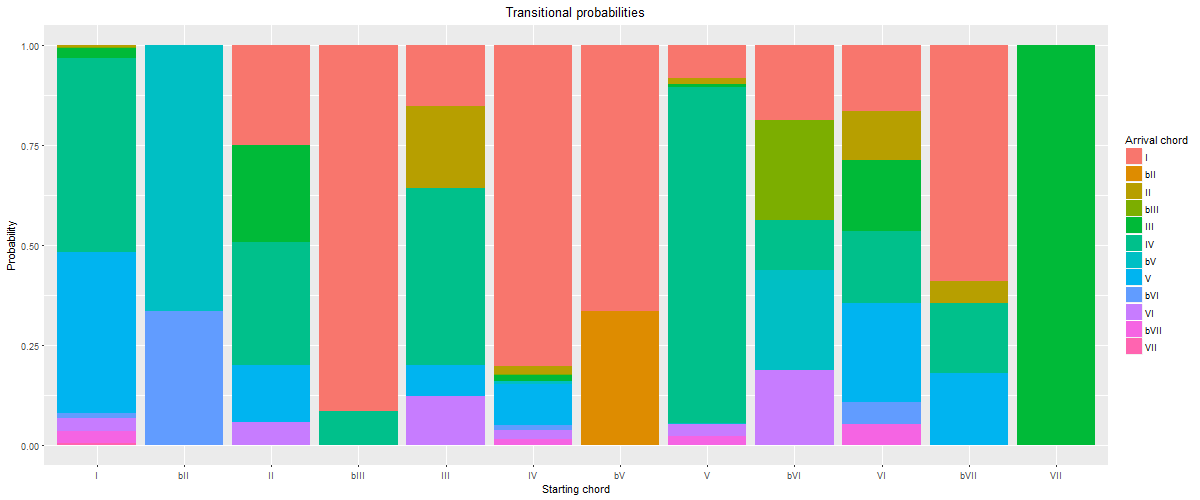 Transitional probabilities
1.00
0.75
0.50
0.25
0.00
Probability
I bII II bIII III IV bV V bVI VI bVII VII
Starting chord
Arrival chord
I
bII
II
bIII
III
IV
bV
V
bVI
VI
bVII
VII